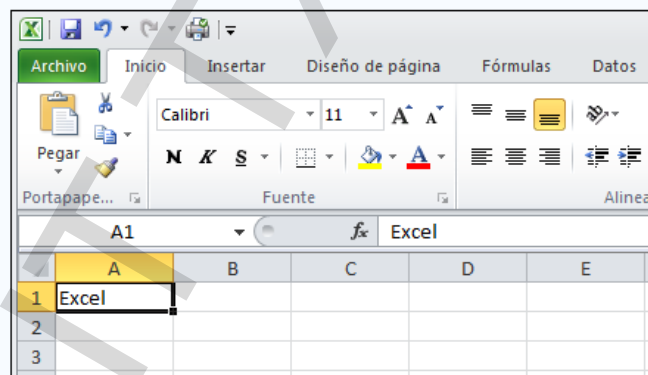 Archivo Inicio Insertar Diseño de página Fórmulas Datos
Calibri 11 A A
Pegar N K S A
Portapape... Fuente Alinea
A1 fx Excel
A B C D E
1 Excel
2
3